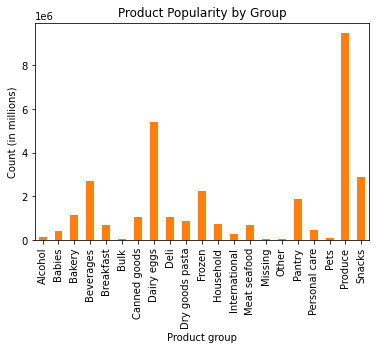 Product Popularity by Group
1e6
Count (in millions)
8
6
4
2
0
Alcohol
Babies
Bakery
Beverages
Breakfast
Bulk
Canned goods
Dairy eggs
Deli
Dry goods pasta
Frozen
Household
International
Meat seafood
Missing
Other
Pantry
Personal care
Pets
Produce
Snacks
Product group